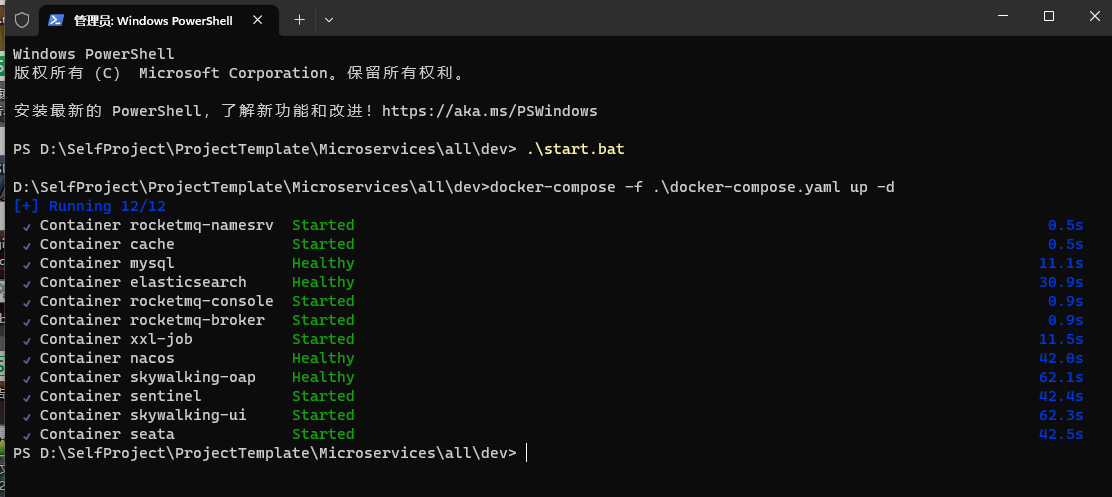 管理员: Windows PowerShell
Windows PowerShell
版权所有 (C)  Microsoft Corporation。保留所有权利。
安装最新的 PowerShell，了解新功能和改进！https://aka.ms/PSWindows
PS D:\SelfProject\ProjectTemplate\Microservices\all\dev> .\start.bat
D:\SelfProject\ProjectTemplate\Microservices\all\dev>docker-compose -f .\docker-compose.yaml up -d
[+] Running 12/12
✓ Container rocketmq-namesrv  Started 0.5s
✓ Container cache Started 0.5s
✓ Container mysql Healthy 11.1s
✓ Container elasticsearch Healthy 30.9s
✓ Container rocketmq-console Started 0.9s
✓ Container rocketmq-broker Started 0.9s
✓ Container xxl-job Started 11.5s
✓ Container nacos Healthy 42.0s
✓ Container skywalking-oap Healthy 62.1s
✓ Container sentinel Started 42.4s
✓ Container skywalking-ui Started 62.3s
✓ Container seata Started 42.5s
PS D:\SelfProject\ProjectTemplate\Microservices\all\dev>